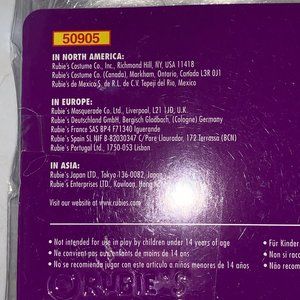 50905
IN NORTH AMERICA:
Rubie's Costume Co., Inc., Richmond Hill, NY, USA 11418
Rubie's Costume Co. (Canada), Markham, Ontario, Canada L3R 0J1
Rubie's de Mexico S. de R.L. de C.V. Tepeji del Rio, Mexico
IN EUROPE:
Rubie's Masquerade Co. Ltd., Liverpool, L21 1JD, U.K.
Rubie's Deutschland GmbH, Bergisch Gladbach, (Cologne) Germany
Rubie's France SAS BP4 F71340 Iguerande
Rubie's Spain SL NIF B-82030347 C/Pare Llaurador, 172 Terrassa (BCN)
Rubie's Portugal Ltd., 1750-053 Lisbon
IN ASIA:
Rubie's Japan LTD., Tokyo 136-0082, Japan
Rubie's Enterprises LTD., Kowloon, Hong
Visit our website at www.rubies.com
• Not intended for use in play by children under 14 years of age
• Ne convient pas aux enfants de moins de 14 ans
• No se recomienda jugar con este artículo a niños menores de 14 años
• Für Kinder
• Non si
• Não
RUBIE'S